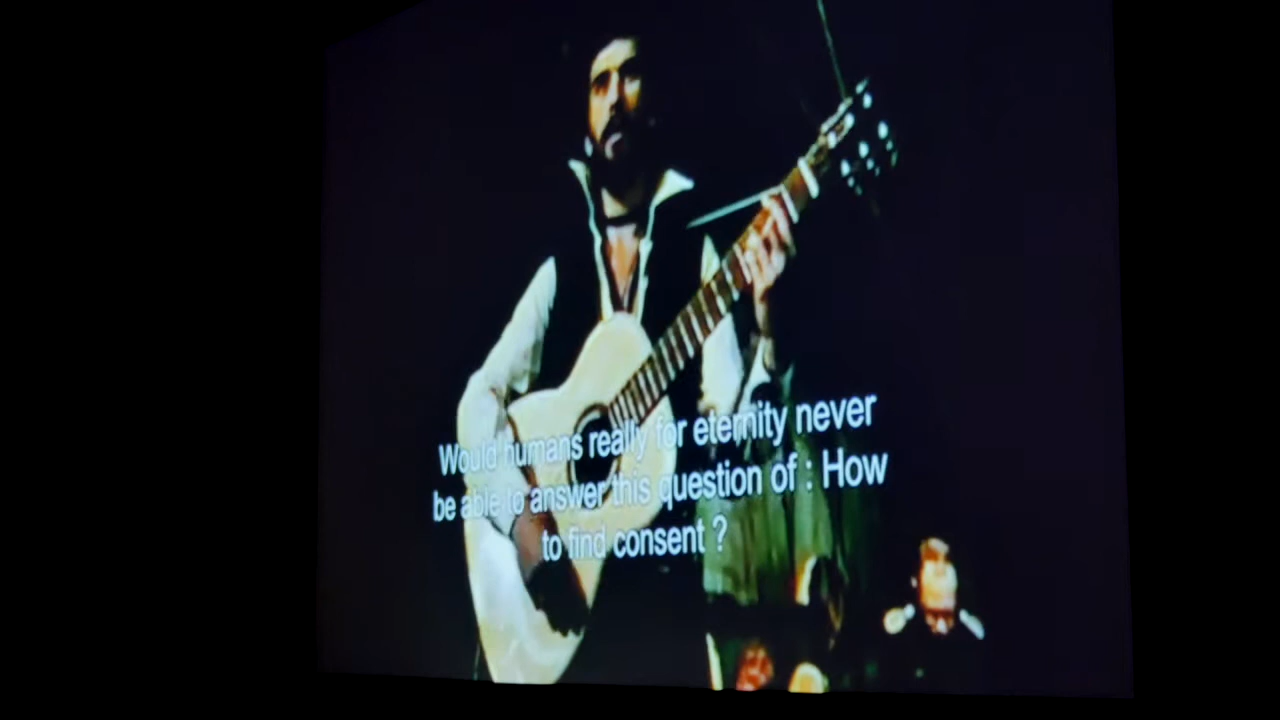 Would humans really for eternity never
be able to answer this question of : How
to find consent ?